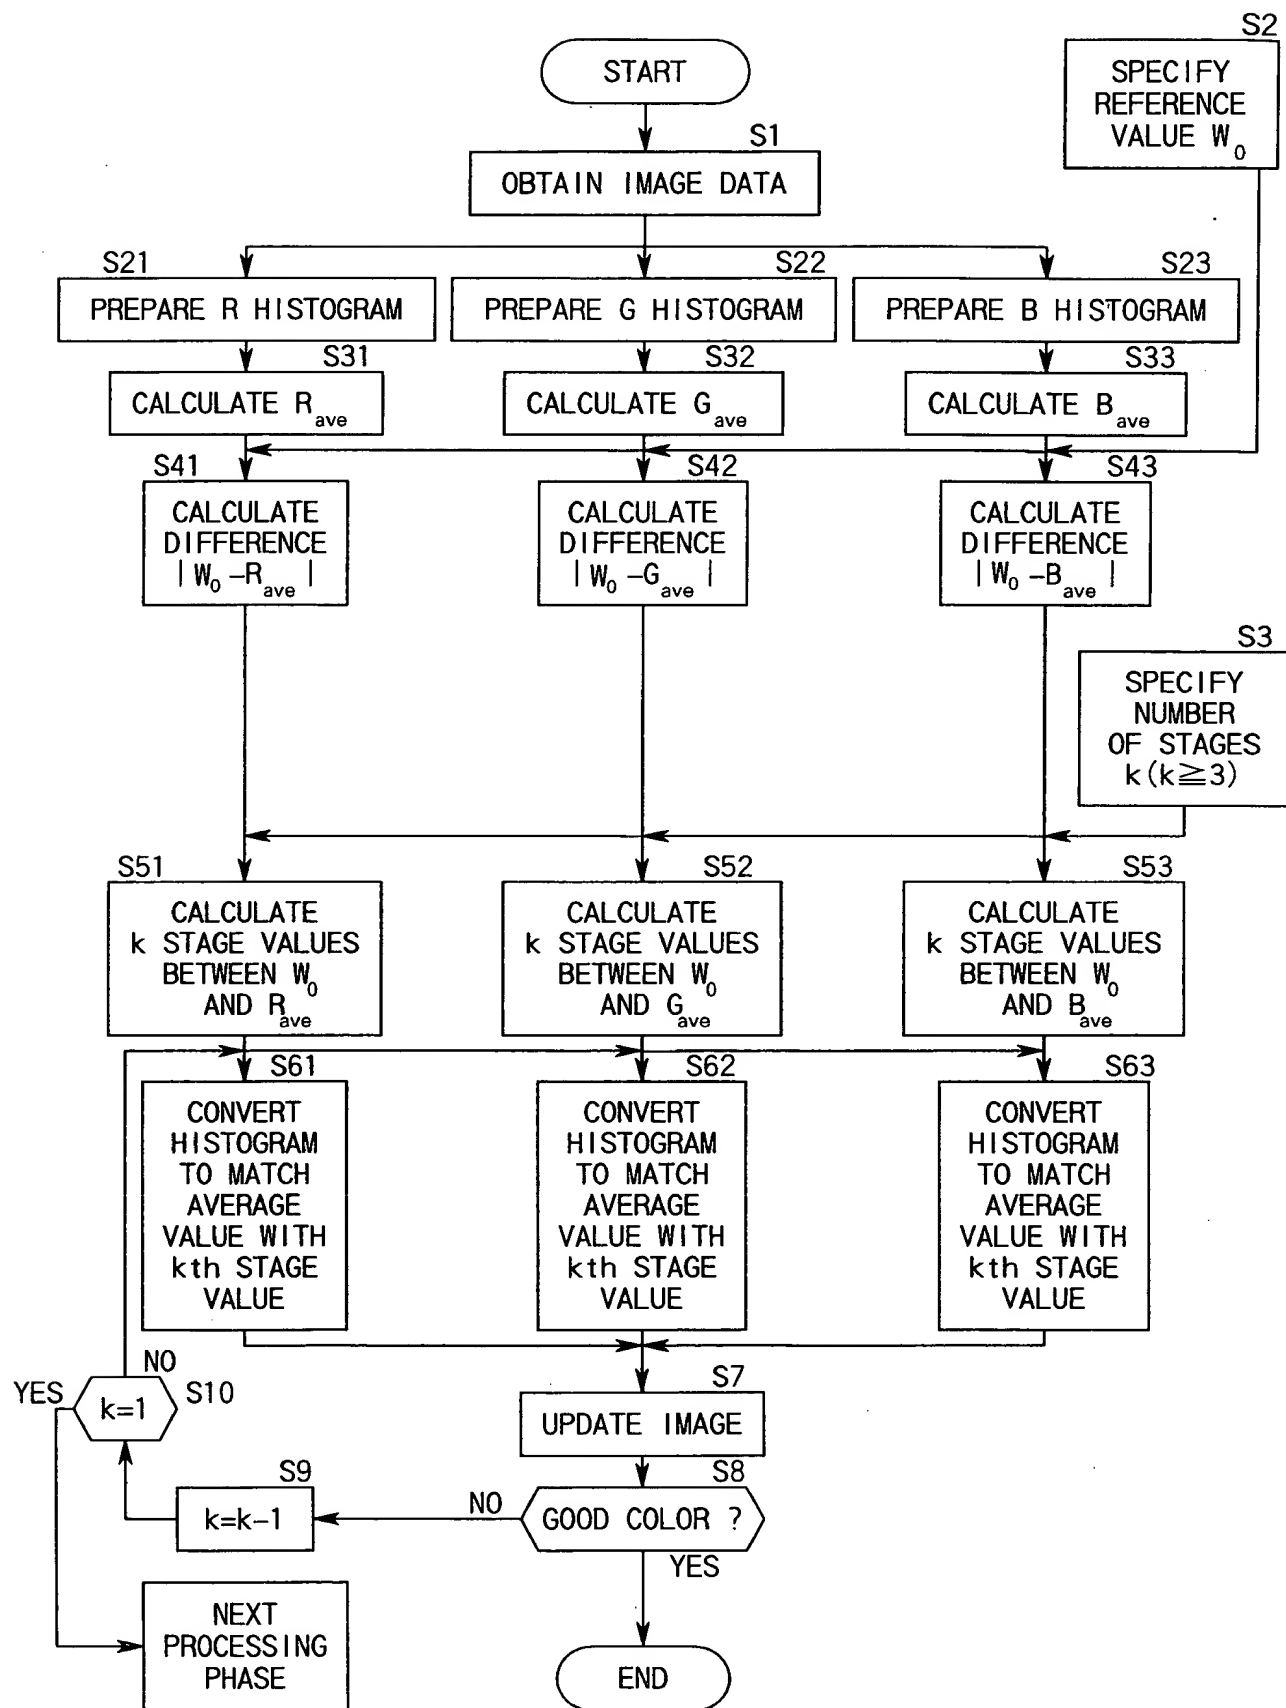 START
S2
SPECIFY
REFERENCE
VALUE W0
S1
OBTAIN IMAGE DATA
S21
PREPARE R HISTOGRAM
S22
PREPARE G HISTOGRAM
S23
PREPARE B HISTOGRAM
S31
CALCULATE Rave
S32
CALCULATE Gave
S33
CALCULATE Bave
S41
CALCULATE
DIFFERENCE
|W0-Rave|
S42
CALCULATE
DIFFERENCE
|W0-Gave|
S43
CALCULATE
DIFFERENCE
|W0-Bave|
S3
SPECIFY
NUMBER
OF STAGES
k(k≧3)
S51
CALCULATE
k STAGE VALUES
BETWEEN W0
AND Rave
S52
CALCULATE
k STAGE VALUES
BETWEEN W0
AND Gave
S53
CALCULATE
k STAGE VALUES
BETWEEN W0
AND Bave
S61
CONVERT
HISTOGRAM
TO MATCH
AVERAGE
VALUE WITH
kth STAGE
VALUE
S62
CONVERT
HISTOGRAM
TO MATCH
AVERAGE
VALUE WITH
kth STAGE
VALUE
S63
CONVERT
HISTOGRAM
TO MATCH
AVERAGE
VALUE WITH
kth STAGE
VALUE
S7
UPDATE IMAGE
S8
GOOD COLOR ?
NO
YES
S9
k=k-1
S10
k=1
NO
YES
NEXT
PROCESSING
PHASE
END